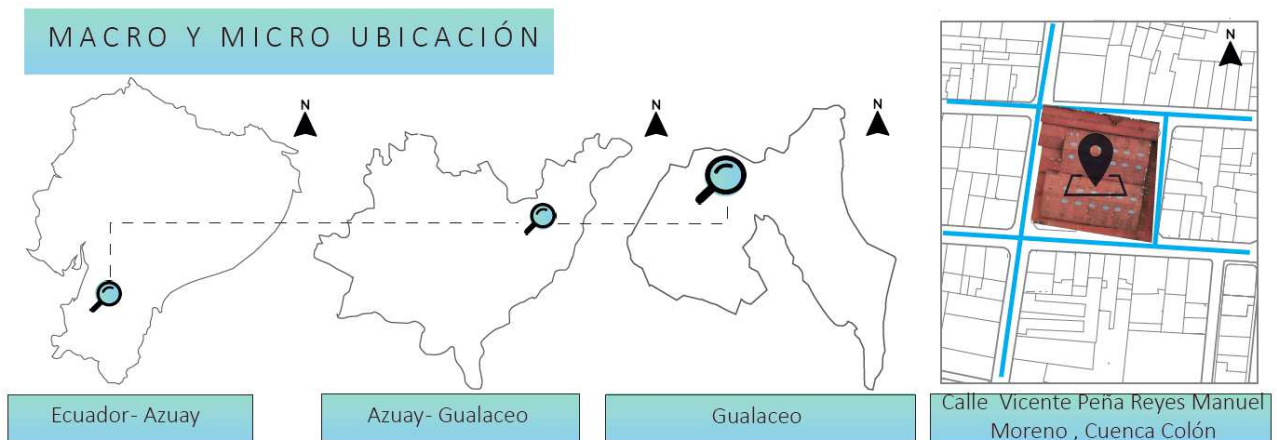 MACRO Y MICRO UBICACIÓN
N
N
N
N
Ecuador- Azuay
Azuay- Gualaceo
Gualaceo
Calle Vicente Peña Reyes Manuel
Moreno , Cuenca Colón